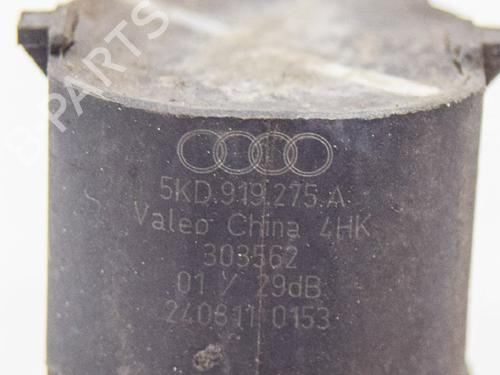 B-PARTS
5KD.919.275.A
Valeo China 4HK
303562
01 / 29dB
240811 0153